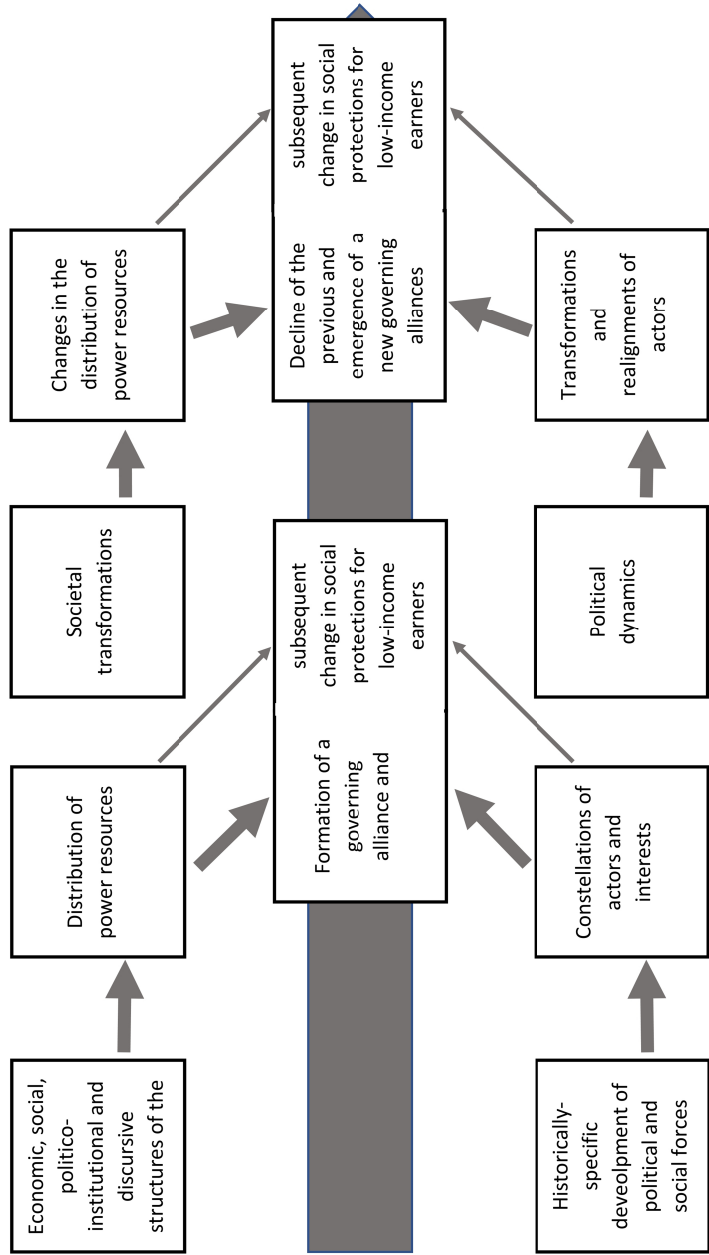 Economic, social,
politico-
institutional and
discursive
structures of the
Distribution of
power resources
Societal
transformations
Changes in the
distribution of
power resources
Formation of a
governing
alliance and
subsequent
change in social
protections for
low-income
earners
Decline of the
previous and
emergence of a
new governing
alliances
subsequent
change in social
protections for
low-income
earners
Historically-
specific
deveolpment of
political and
social forces
Constellations of
actors and
interests
Political
dynamics
Transformations
and
realignments of
actors